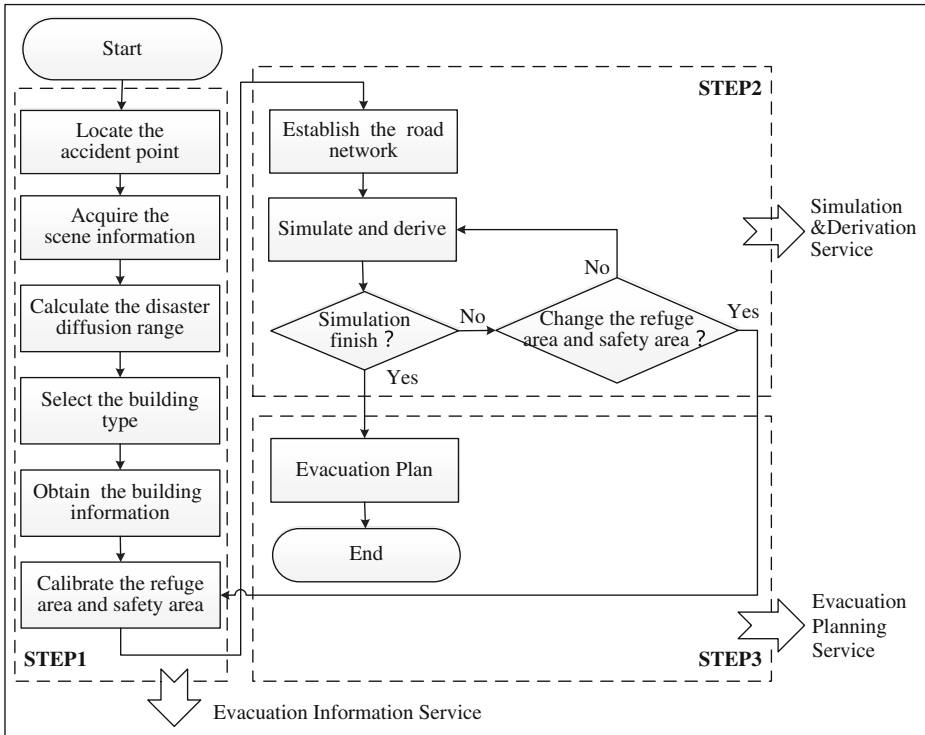 Start
Locate the
accident point
Acquire the
scene information
Calculate the disaster
diffusion range
Select the building
type
Obtain the building
information
Calibrate the refuge
area and safety area
STEP1
Evacuation Information Service
STEP2
Establish the road
network
Simulate and derive
Simulation
finish ?
No
Yes
Change the refuge
area and safety area ?
No
Yes
Simulation
&Derivation
Service
Evacuation Plan
End
STEP3
Evacuation
Planning
Service